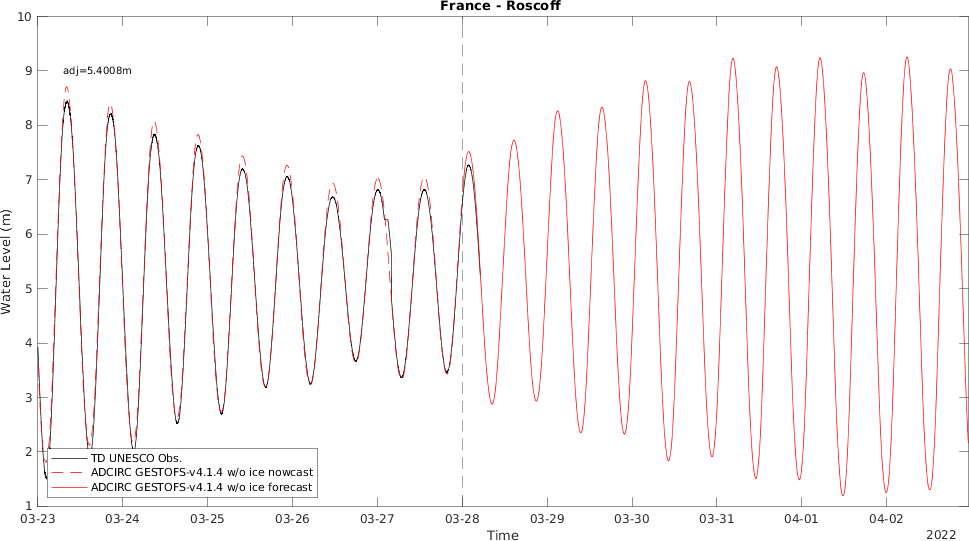 France - Roscoff
adj=5.4008m
Water Level (m)
10
9
8
7
6
5
4
3
2
1
TD UNESCO Obs.
ADCIRC GESTOFS-v4.1.4 w/o ice nowcast
ADCIRC GESTOFS-v4.1.4 w/o ice forecast
03-23 03-24 03-25 03-26 03-27 03-28 03-29 03-30 03-31 04-01 04-02
Time
2022